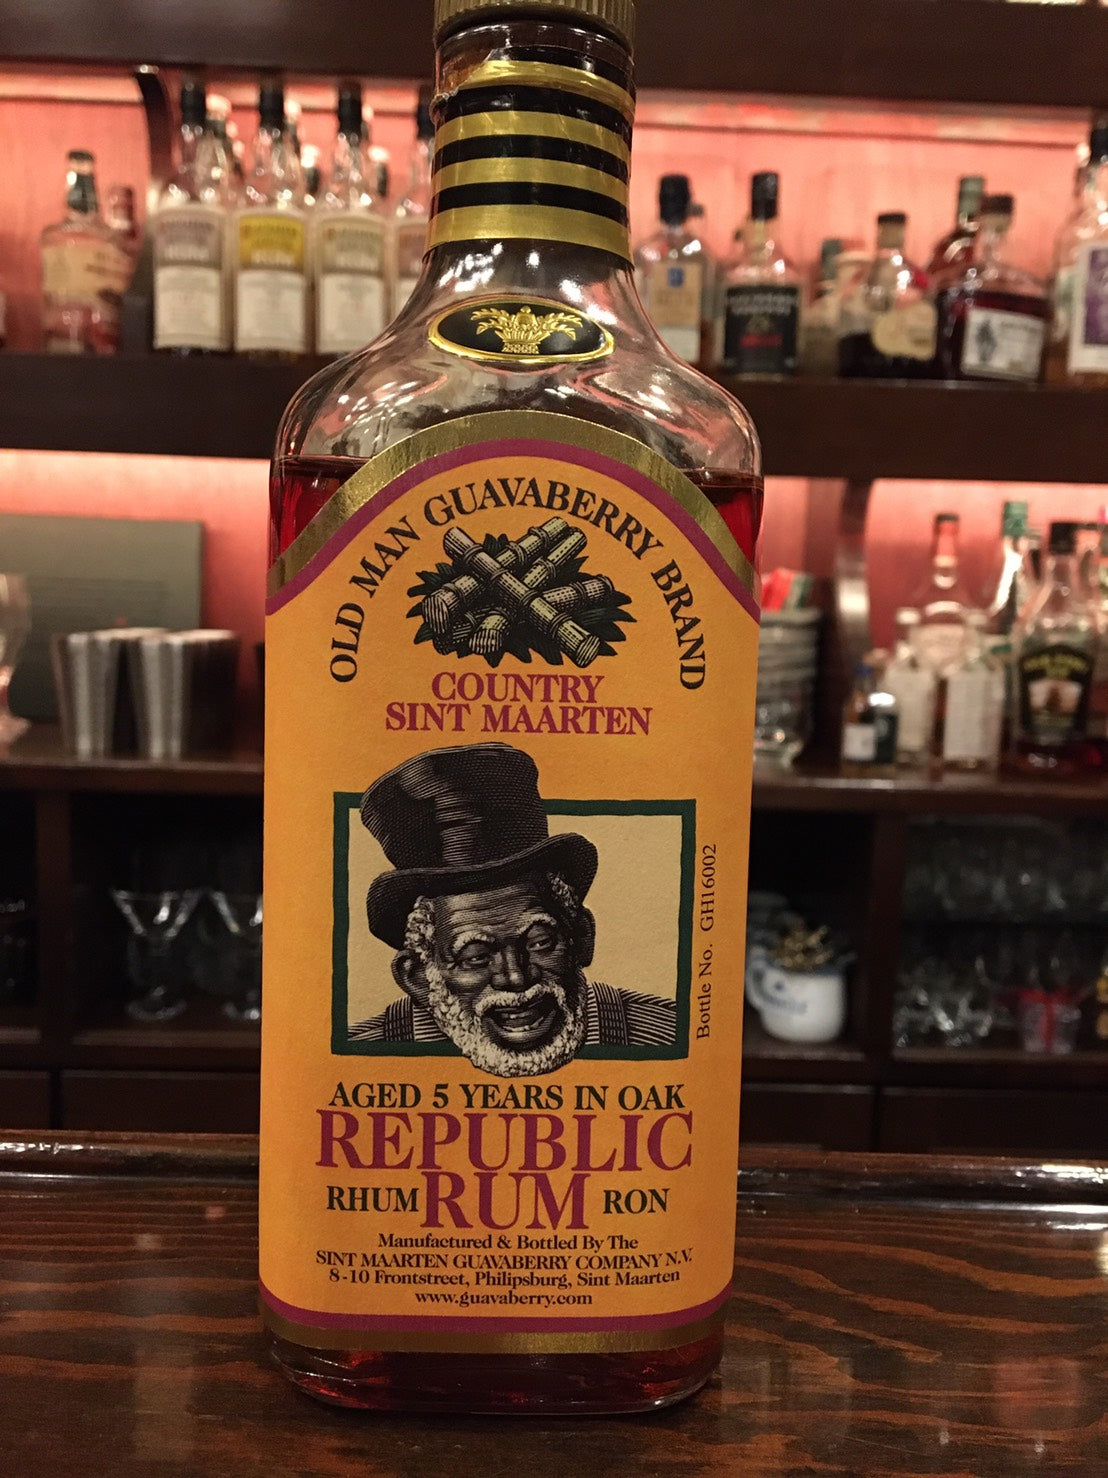 OLD MAN GUAVABERRY BRAND
COUNTRY
SINT MAARTEN
Bottle No. GH16002
AGED 5 YEARS IN OAK
REPUBLIC
RHUM RUM RON
Manufactured & Bottled By The
SINT MAARTEN GUAVABERRY COMPANY N.V.
8-10 Frontstreet, Philipsburg, Sint Maarten
www.guavaberry.com